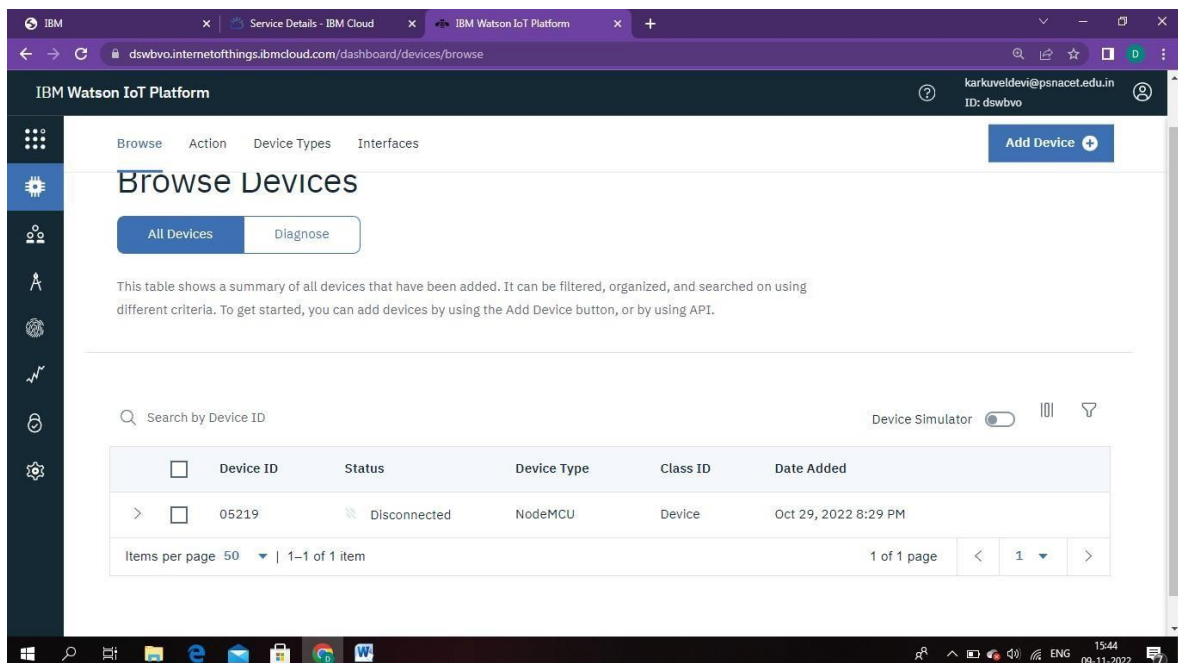 IBM
Service Details - IBM Cloud
IBM Watson IoT Platform
dswbvo.internetofthings.ibmcloud.com/dashboard/devices/browse
D
IBM Watson IoT Platform
karkuveldevi@psnacet.edu.in
ID: dswbvo
Browse Action Device Types Interfaces
Add Device
Browse Devices
All Devices Diagnose
This table shows a summary of all devices that have been added. It can be filtered, organized, and searched on using
different criteria. To get started, you can add devices by using the Add Device button, or by using API.
Search by Device ID
Device Simulator
Device ID Status Device Type Class ID Date Added
05219 Disconnected NodeMCU Device Oct 29, 2022 8:29 PM
Items per page 50 | 1–1 of 1 item 1 of 1 page 1
ENG 15:44
09-11-2022